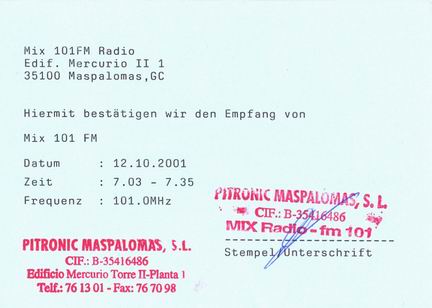 Mix 101FM Radio
Edif. Mercurio II 1
35100 Maspalomas,GC
Hiermit bestätigen wir den Empfang von
Mix 101 FM
Datum : 12.10.2001
Zeit : 7.03 - 7.35
Frequenz : 101.0MHz
PITRONIC MASPALOMAS, S. L.
CIF.: B-35416486
MIX Radio - fm 101
Stempel/Unterschrift
PITRONIC MASPALOMAS, S.L.
CIF.: B-35416486
Edificio Mercurio Torre II-Planta 1
Telf.: 76 13 01 - Fax: 76 70 98